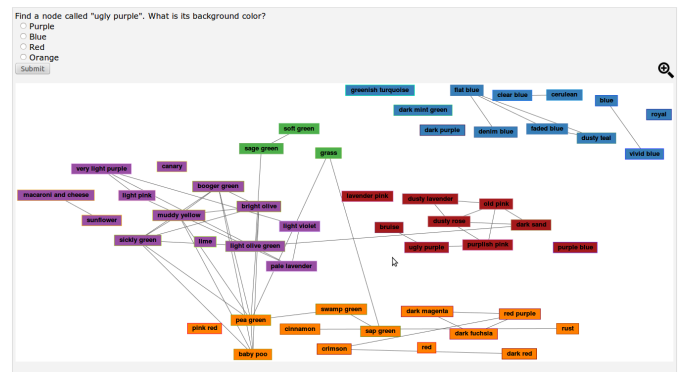 Find a node called "ugly purple". What is its background color?
Purple
Blue
Red
Orange
Submit
greenish turquoise
flat blue
clear blue
cerulean
blue
dark mint green
royal
soft green
dark purple
denim blue
faded blue
dusty teal
sage green
grass
vivid blue
very light purple
canary
booger green
macaroni and cheese
light pink
lavender pink
dusty lavender
old pink
bright olive
muddy yellow
sunflower
light violet
dusty rose
dark sand
bruise
sickly green
lime
light olive green
ugly purple
purplish pink
purple blue
pale lavender
swamp green
dark magenta
red purple
pea green
pink red
cinnamon
sap green
dark fuchsia
rust
crimson
red
baby poo
dark red